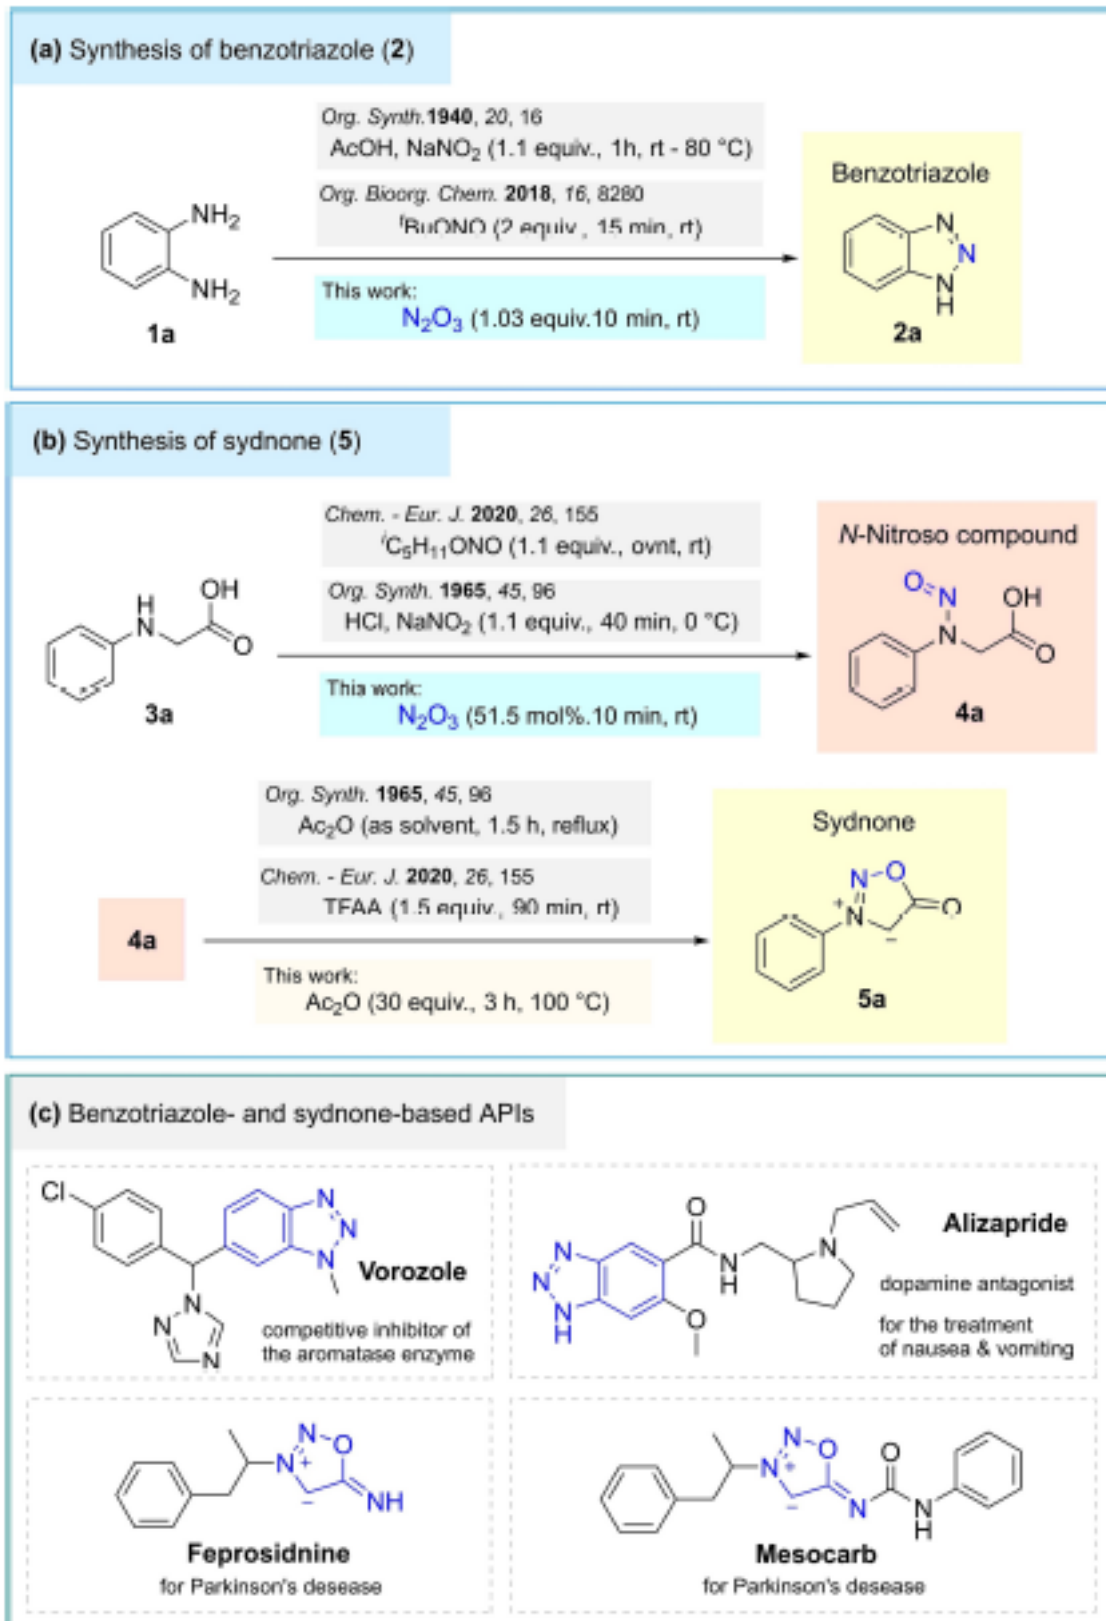 (a) Synthesis of benzotriazole (2)
Org. Synth. 1940, 20, 16
AcOH, NaNO2 (1.1 equiv., 1h, rt - 80 °C)
Org. Bioorg. Chem. 2018, 16, 8280
tBuONO (2 equiv., 15 min, rt)
This work:
N2O3 (1.03 equiv.10 min, rt)
NH2
NH2
1a
Benzotriazole
N
N
N
H
2a
(b) Synthesis of sydnone (5)
Chem. - Eur. J. 2020, 26, 155
iC5H11ONO (1.1 equiv., ovnt, rt)
Org. Synth. 1965, 45, 96
HCl, NaNO2 (1.1 equiv., 40 min, 0 °C)
This work:
N2O3 (51.5 mol%.10 min, rt)
H
N
OH
O
3a
N-Nitroso compound
O
N
N
OH
O
4a
Org. Synth. 1965, 45, 96
Ac2O (as solvent, 1.5 h, reflux)
Chem. - Eur. J. 2020, 26, 155
TFAA (1.5 equiv., 90 min, rt)
4a
This work:
Ac2O (30 equiv., 3 h, 100 °C)
Sydnone
N
O
+
N
O
−
5a
(c) Benzotriazole- and sydnone-based APIs
Cl
N
N
N
N
N
N
Vorozole
competitive inhibitor of
the aromatase enzyme
N
N
N
H
O
N
H
N
O
Alizapride
dopamine antagonist
for the treatment
of nausea & vomiting
N
O
N
+
−
NH
Feprosidnine
for Parkinson's desease
N
O
N
+
−
N
O
N
H
Mesocarb
for Parkinson's desease